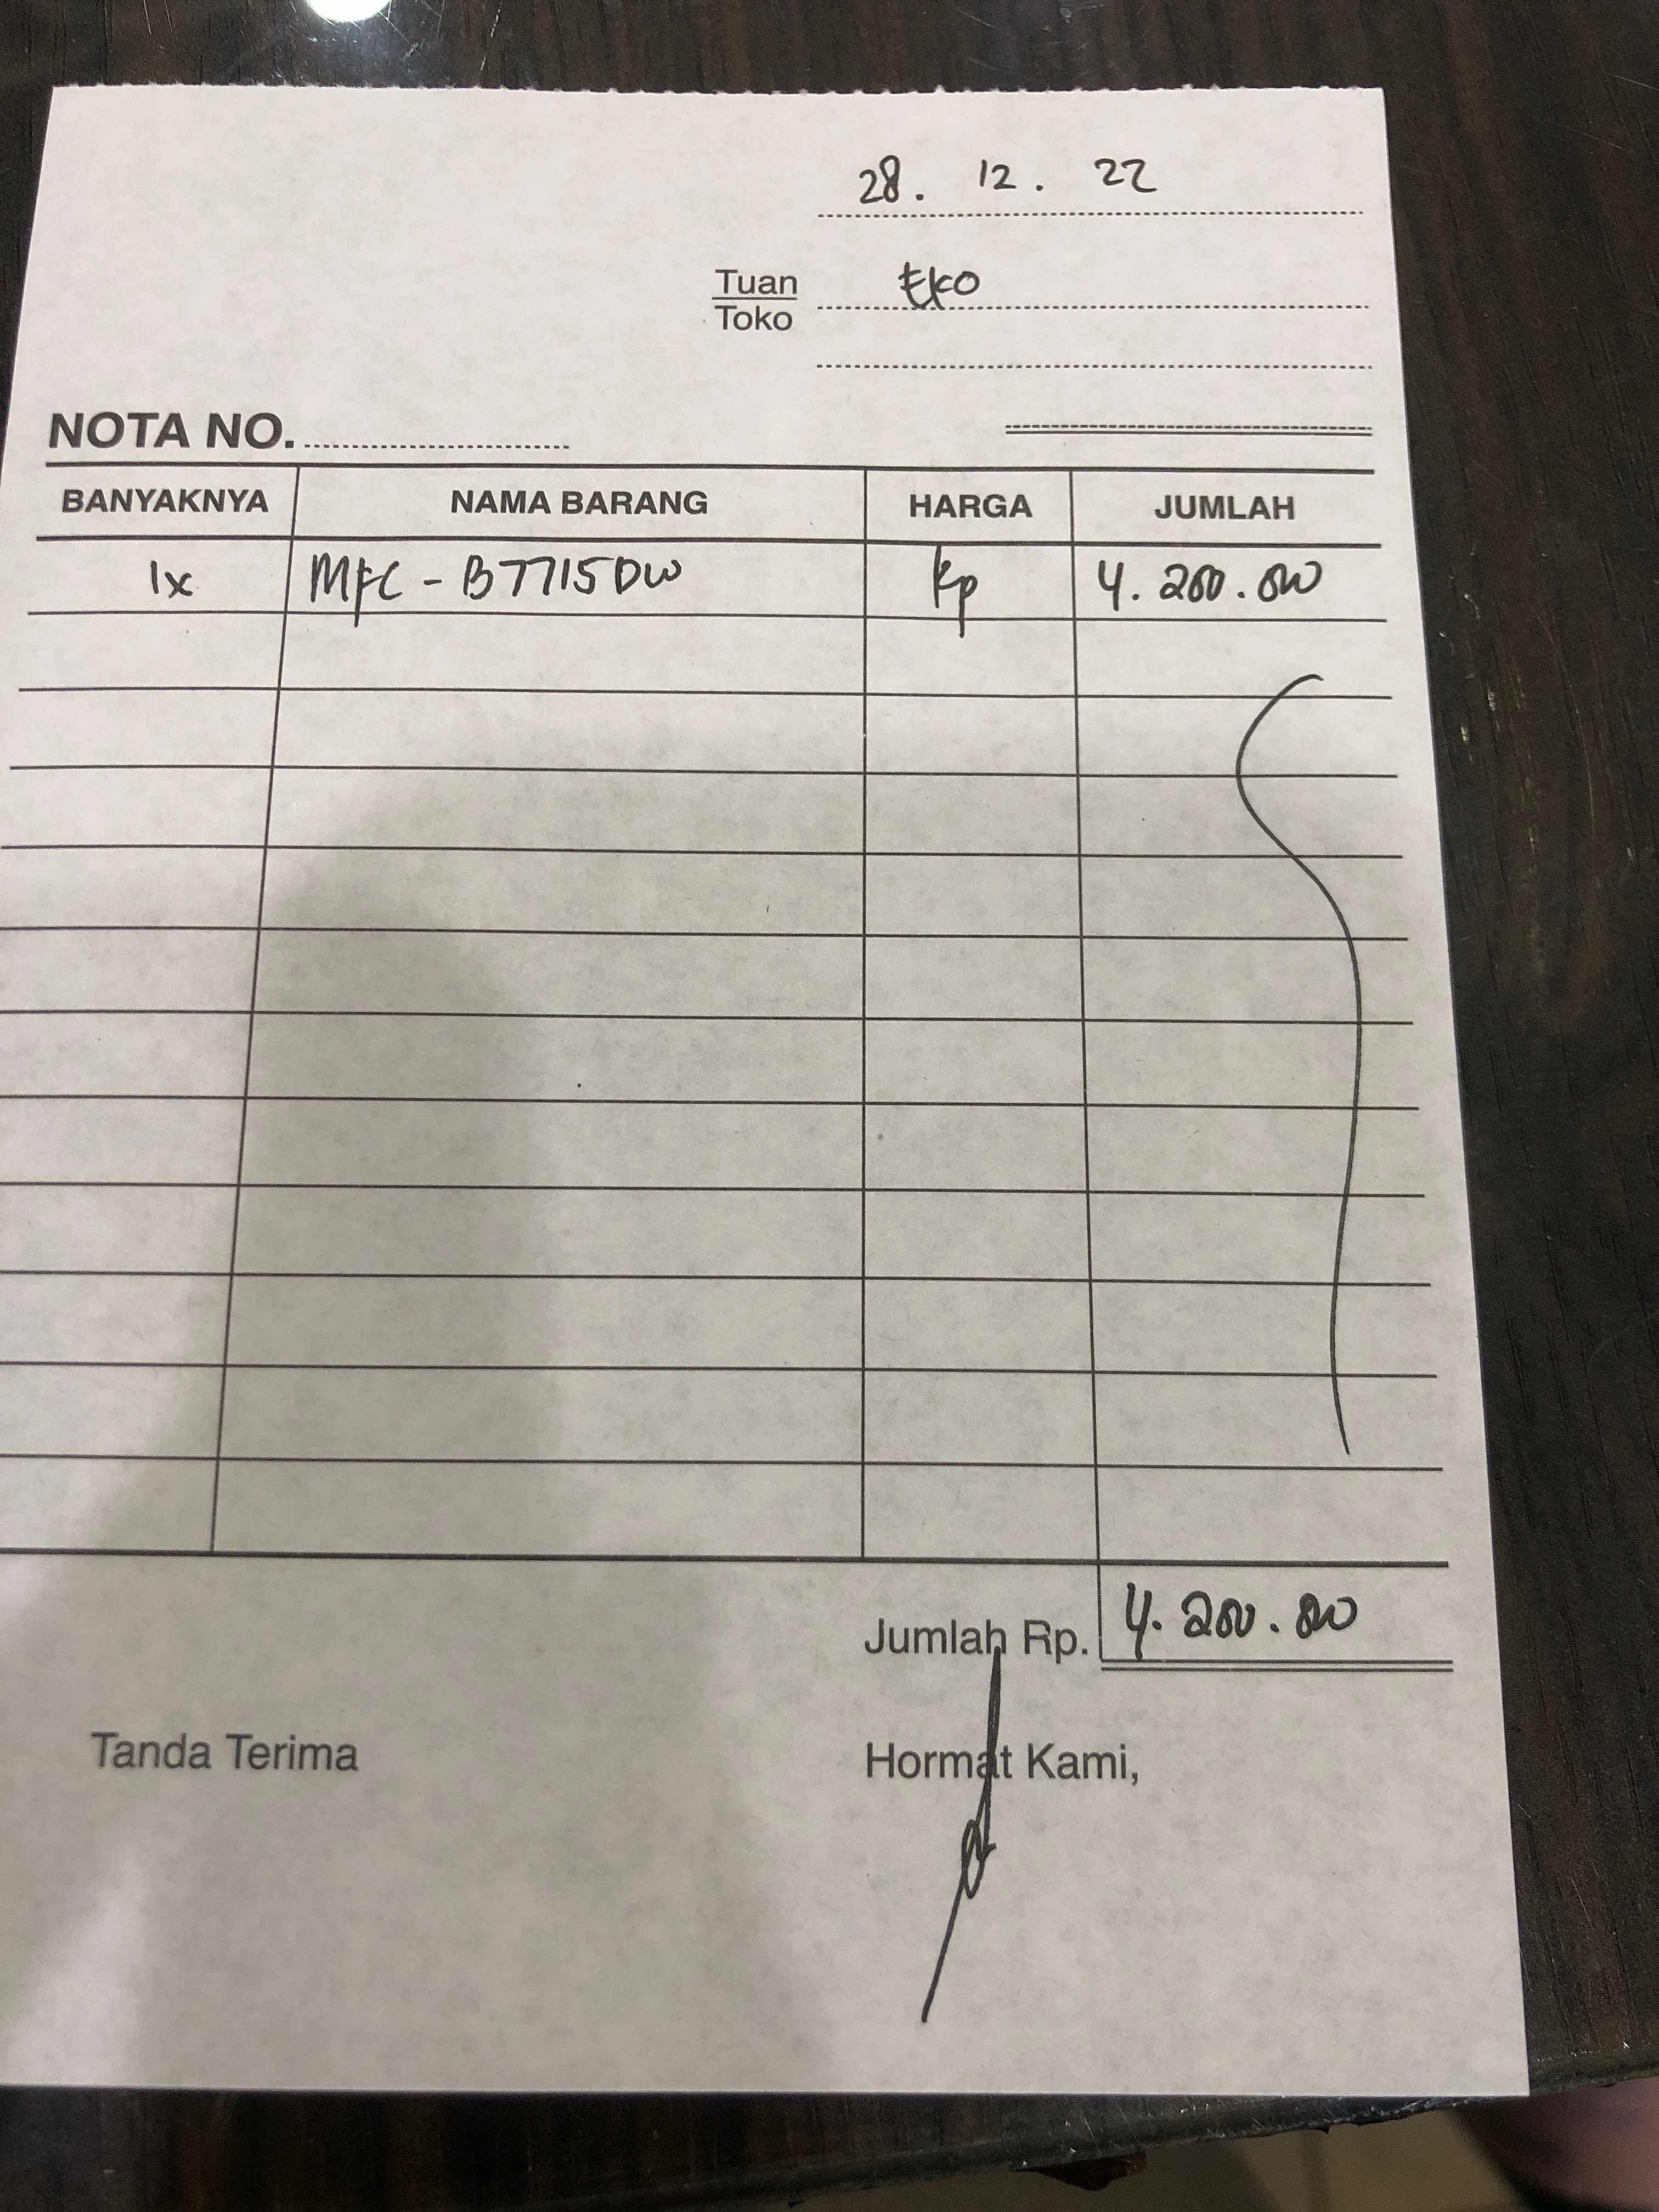 28. 12. 22
Tuan Eko
Toko
NOTA NO.
BANYAKNYA NAMA BARANG HARGA JUMLAH
1x MFC-B7715DW Rp 4.200.000
Jumlah Rp. 4.200.000
Tanda Terima Hormat Kami,